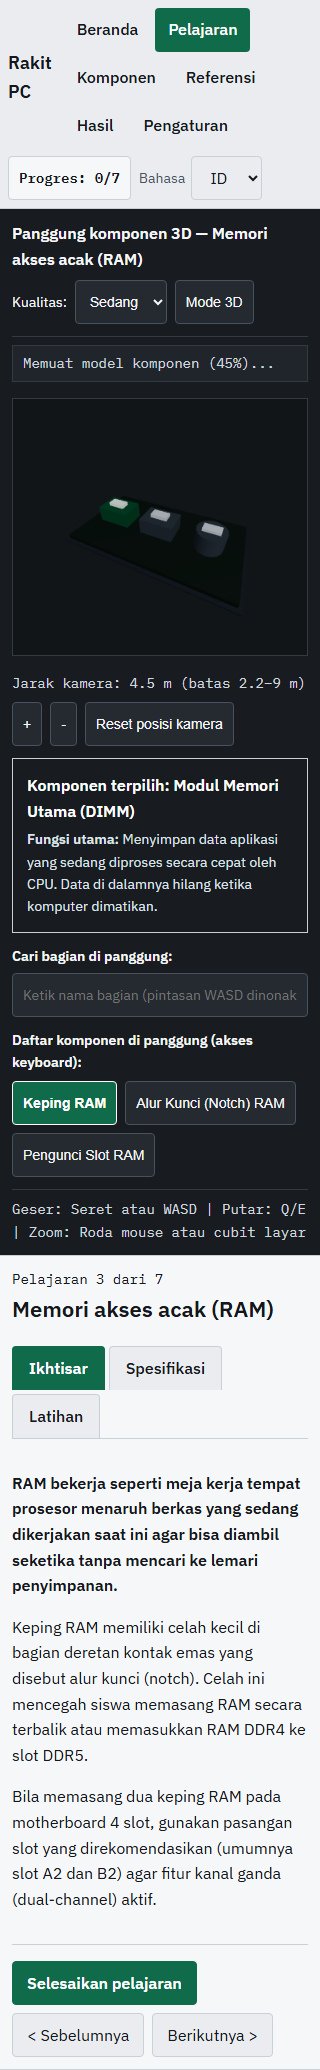 Rakit PC
Beranda
Pelajaran
Komponen
Referensi
Hasil
Pengaturan
Progres: 0/7
Bahasa
ID
Panggung komponen 3D — Memori
akses acak (RAM)
Kualitas:
Sedang
Mode 3D
Memuat model komponen (45%)...
Jarak kamera: 4.5 m (batas 2.2–9 m)
+
-
Reset posisi kamera
Komponen terpilih: Modul Memori
Utama (DIMM)
Fungsi utama: Menyimpan data aplikasi
yang sedang diproses secara cepat oleh
CPU. Data di dalamnya hilang ketika
komputer dimatikan.
Cari bagian di panggung:
Ketik nama bagian (pintasan WASD dinonak
Daftar komponen di panggung (akses
keyboard):
Keping RAM
Alur Kunci (Notch) RAM
Pengunci Slot RAM
Geser: Seret atau WASD | Putar: Q/E
| Zoom: Roda mouse atau cubit layar
Pelajaran 3 dari 7
Memori akses acak (RAM)
Ikhtisar
Spesifikasi
Latihan
RAM bekerja seperti meja kerja tempat
prosesor menaruh berkas yang sedang
dikerjakan saat ini agar bisa diambil
seketika tanpa mencari ke lemari
penyimpanan.
Keping RAM memiliki celah kecil di
bagian deretan kontak emas yang
disebut alur kunci (notch). Celah ini
mencegah siswa memasang RAM secara
terbalik atau memasukkan RAM DDR4 ke
slot DDR5.
Bila memasang dua keping RAM pada
motherboard 4 slot, gunakan pasangan
slot yang direkomendasikan (umumnya
slot A2 dan B2) agar fitur kanal ganda
(dual-channel) aktif.
Selesaikan pelajaran
< Sebelumnya
Berikutnya >